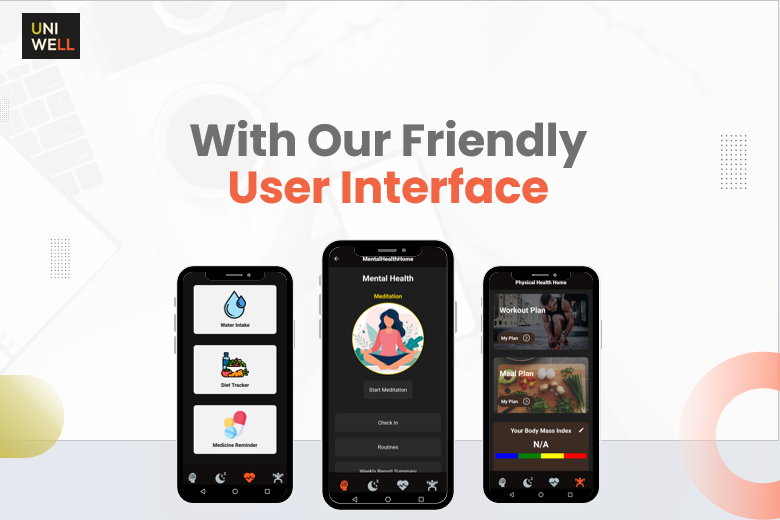 UNI
WELL
With Our Friendly
User Interface
Water Intake
Diet Tracker
Medicine Reminder
MentalHealthHome
Mental Health
Meditation
Start Meditation
Check In
Routines
Weekly Report Summary
Physical Health Home
Workout Plan
My Plan
Meal Plan
My Plan
Your Body Mass Index
N/A